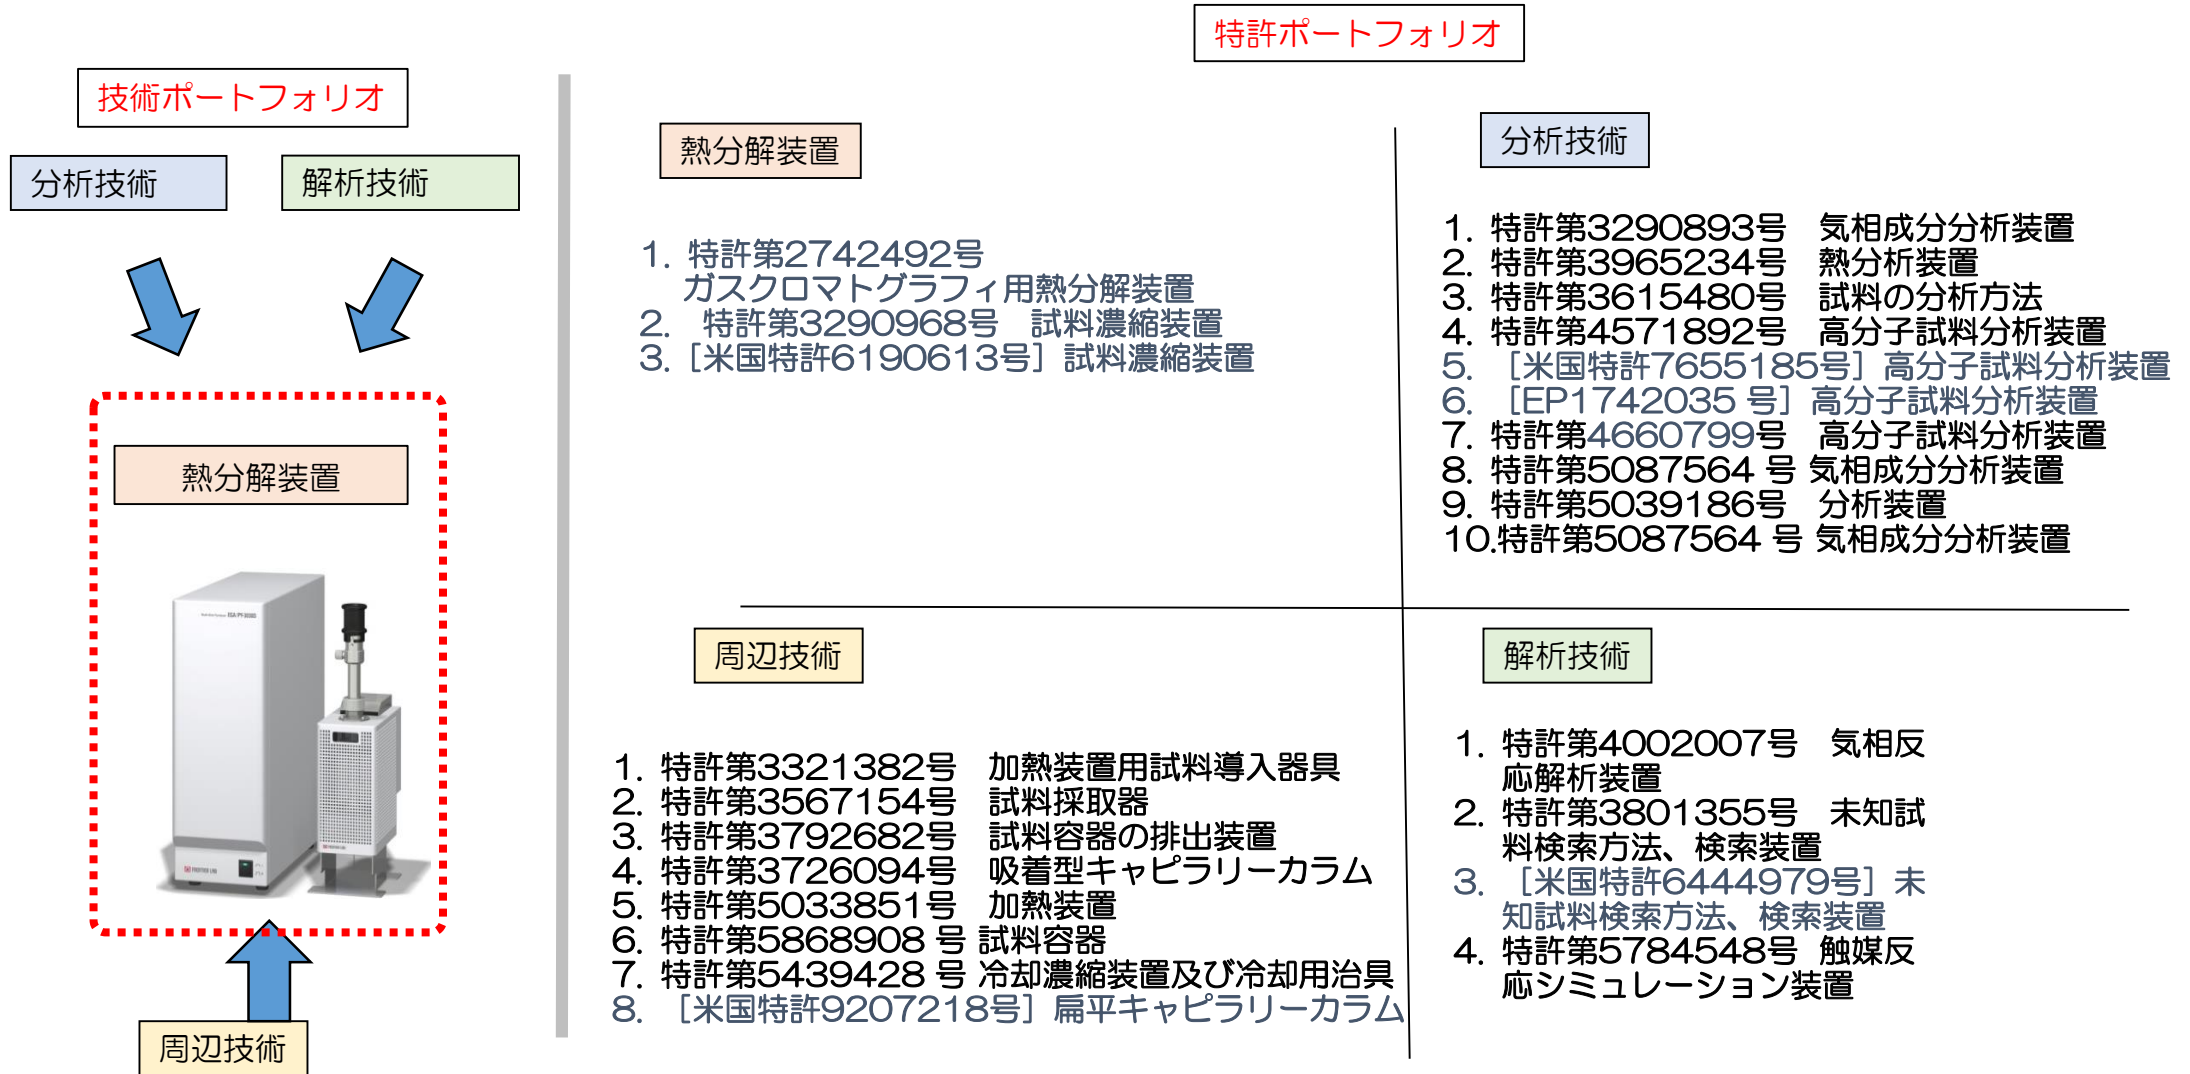 特許ポートフォリオ
技術ポートフォリオ
分析技術
解析技術
熱分解装置
周辺技術
熱分解装置
1. 特許第2742492号
ガスクロマトグラフィ用熱分解装置
2. 特許第3290968号 試料濃縮装置
3. [米国特許6190613号] 試料濃縮装置
分析技術
1. 特許第3290893号 気相成分分析装置
2. 特許第3965234号 熱分析装置
3. 特許第3615480号 試料の分析方法
4. 特許第4571892号 高分子試料分析装置
5. [米国特許7655185号] 高分子試料分析装置
6. [EP1742035 号] 高分子試料分析装置
7. 特許第4660799号 高分子試料分析装置
8. 特許第5087564 号 気相成分分析装置
9. 特許第5039186号 分析装置
10.特許第5087564 号 気相成分分析装置
周辺技術
1. 特許第3321382号 加熱装置用試料導入器具
2. 特許第3567154号 試料採取器
3. 特許第3792682号 試料容器の排出装置
4. 特許第3726094号 吸着型キャピラリーカラム
5. 特許第5033851号 加熱装置
6. 特許第5868908 号 試料容器
7. 特許第5439428 号 冷却濃縮装置及び冷却用治具
8. [米国特許9207218号] 扁平キャピラリーカラム
解析技術
1. 特許第4002007号 気相反
応解析装置
2. 特許第3801355号 未知試
料検索方法、検索装置
3. [米国特許6444979号] 未
知試料検索方法、検索装置
4. 特許第5784548号 触媒反
応シミュレーション装置
FRONTIER LAB